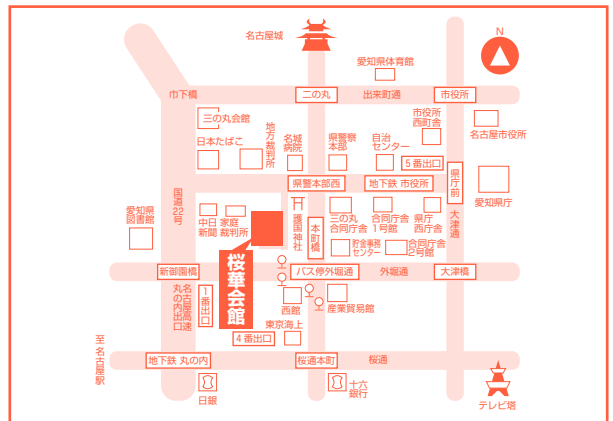 名古屋城
N
愛知県体育館
巾下橋
二の丸
出来町通
市役所
三の丸会館
地方裁判所
市役所
西町舎
名古屋市役所
日本たばこ
名城
病院
県警察
本部
自治
センター
5番出口
県庁前
県警本部西
地下鉄 市役所
愛知県庁
国道22号
愛知県
図書館
中日
新聞
家庭
裁判所
護国神社
本町橋
三の丸
合同庁舎
合同庁舎
1号館
県庁
西庁舎
大津通
貯金事務
センター
合同庁舎
2号館
桜華会館
新御園橋
バス停外堀通
外堀通
大津橋
名古屋高速
丸の内出口
1番出口
西館
産業貿易館
東京海上
4番出口
至 名古屋駅
地下鉄 丸の内
桜通本町
桜通
日銀
十六
銀行
テレビ塔